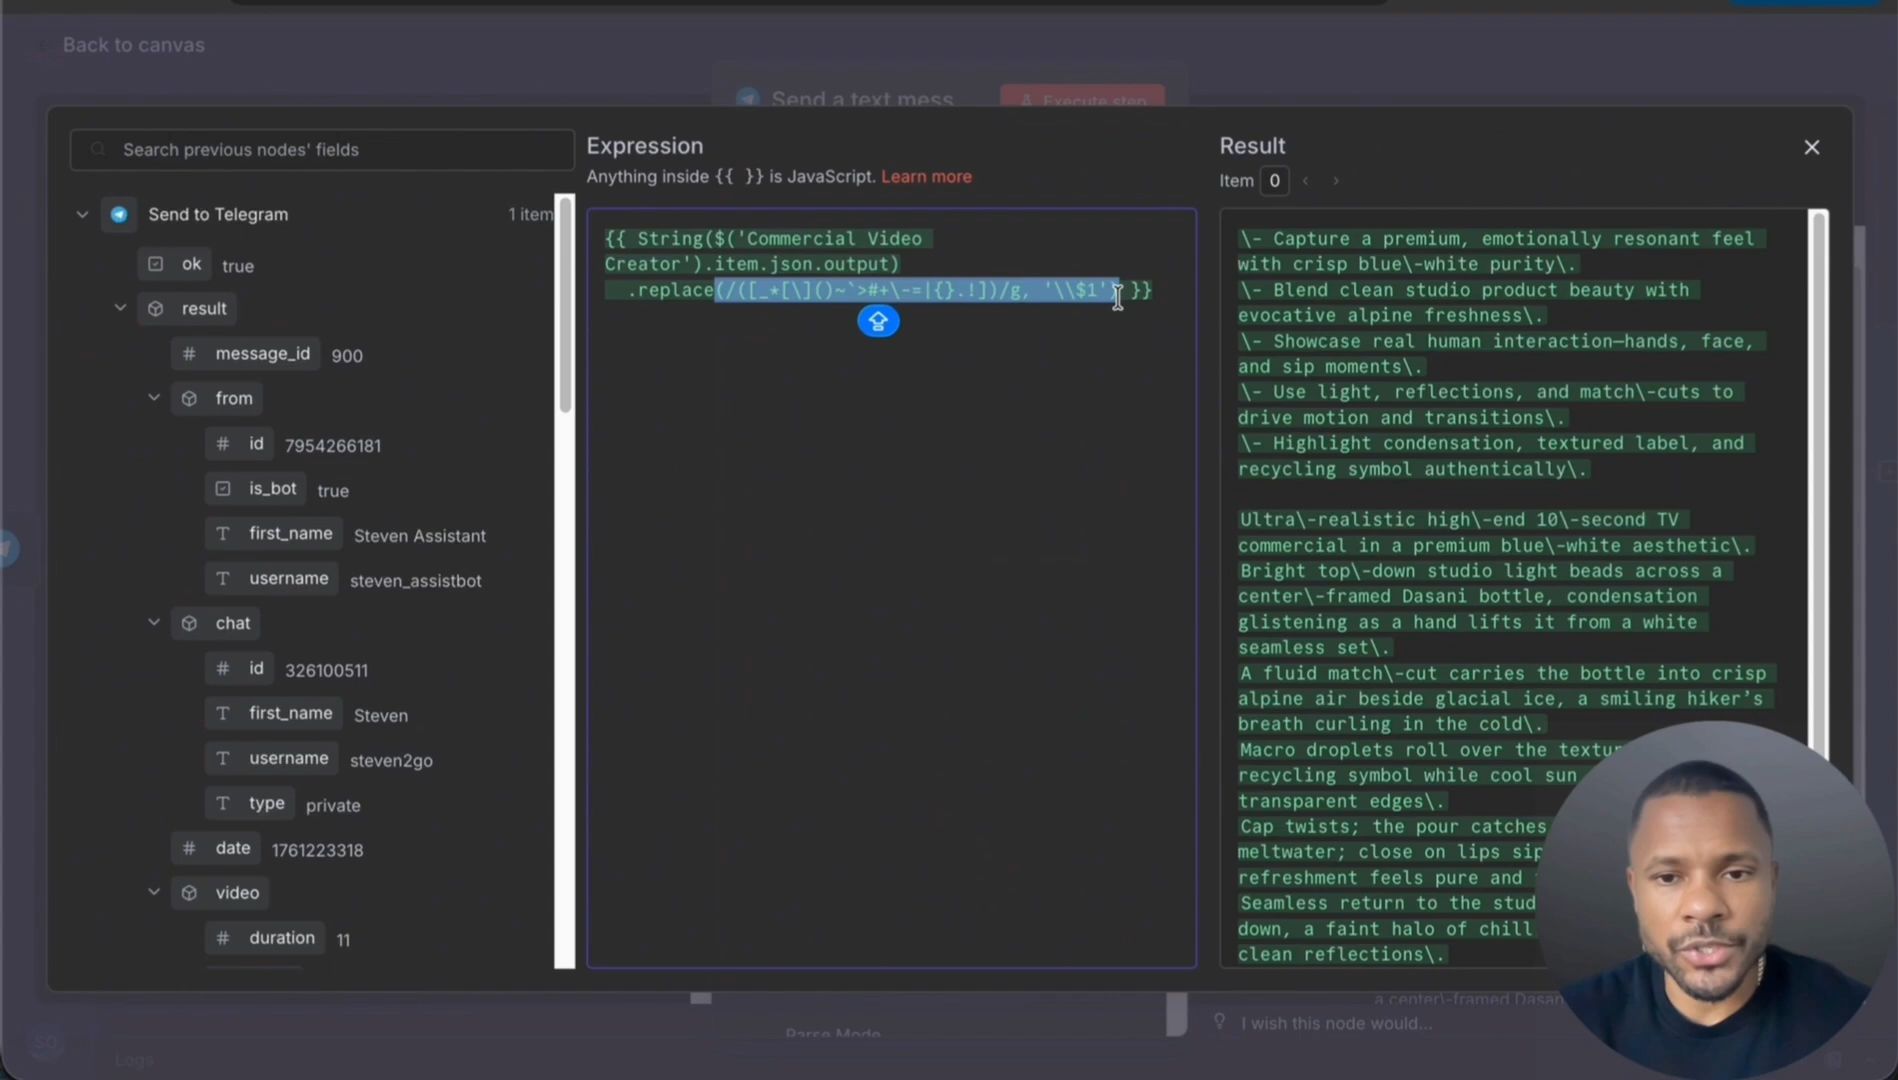 Back to canvas
Send a text mess
Execute step
Search previous nodes' fields
Send to Telegram
1 item
ok
true
result
message_id
900
from
id
7954266181
is_bot
true
first_name
Steven Assistant
username
steven_assistbot
chat
id
326100511
first_name
Steven
username
steven2go
type
private
date
1761223318
video
duration
11
Expression
Anything inside {{ }} is JavaScript. Learn more
{{ String($('Commercial Video
Creator').item.json.output)
.replace(/([_*[\]()~`>#+\-=|{}.!])/g, '\\$1') }}
Result
Item 0
\- Capture a premium, emotionally resonant feel
with crisp blue\-white purity\.
\- Blend clean studio product beauty with
evocative alpine freshness\.
\- Showcase real human interaction—hands, face,
and sip moments\.
\- Use light, reflections, and match\-cuts to
drive motion and transitions\.
\- Highlight condensation, textured label, and
recycling symbol authentically\.
Ultra\-realistic high\-end 10\-second TV
commercial in a premium blue\-white aesthetic\.
Bright top\-down studio light beads across a
center\-framed Dasani bottle, condensation
glistening as a hand lifts it from a white
seamless set\.
A fluid match\-cut carries the bottle into crisp
alpine air beside glacial ice, a smiling hiker’s
breath curling in the cold\.
Macro droplets roll over the
recycling symbol while cool sun
transparent edges\.
Cap twists; the pour catches
meltwater; close on lips
refreshment feels pure and
Seamless return to the
down, a faint halo of chill
clean reflections\.
a center\-framed
I wish this node would...
Parse Mode
SO
Logs